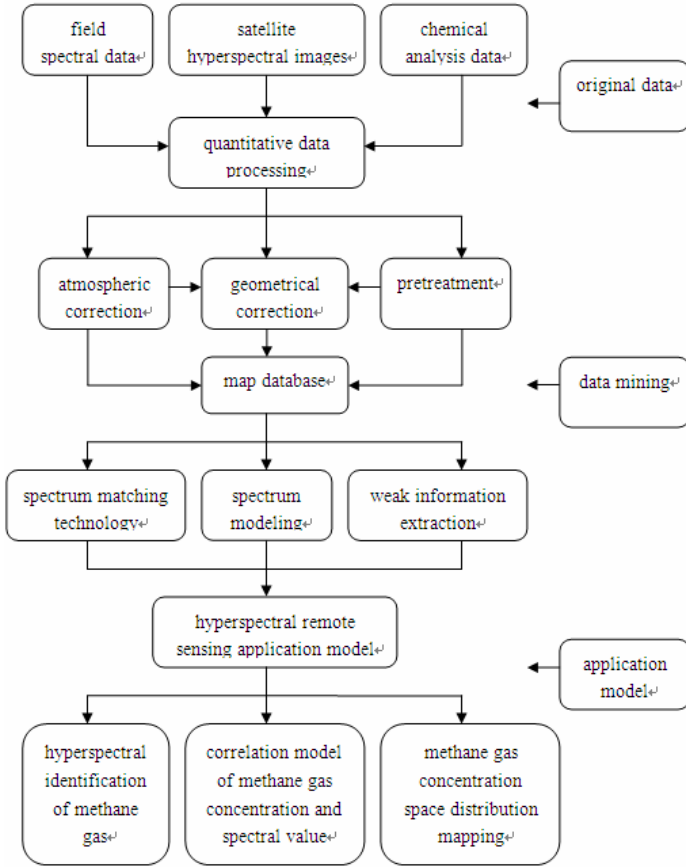 field
spectral data↵
satellite
hyperspectral images↵
chemical
analysis data↵
original data↵
quantitative data
processing↵
atmospheric
correction↵
geometrical
correction↵
pretreatment↵
map database↵
data mining↵
spectrum matching
technology↵
spectrum
modeling↵
weak information
extraction↵
hyperspectral remote
sensing application model↵
application
model↵
hyperspectral
identification
of methane
gas↵
correlation model
of methane gas
concentration and
spectral value↵
methane gas
concentration
space distribution
mapping↵